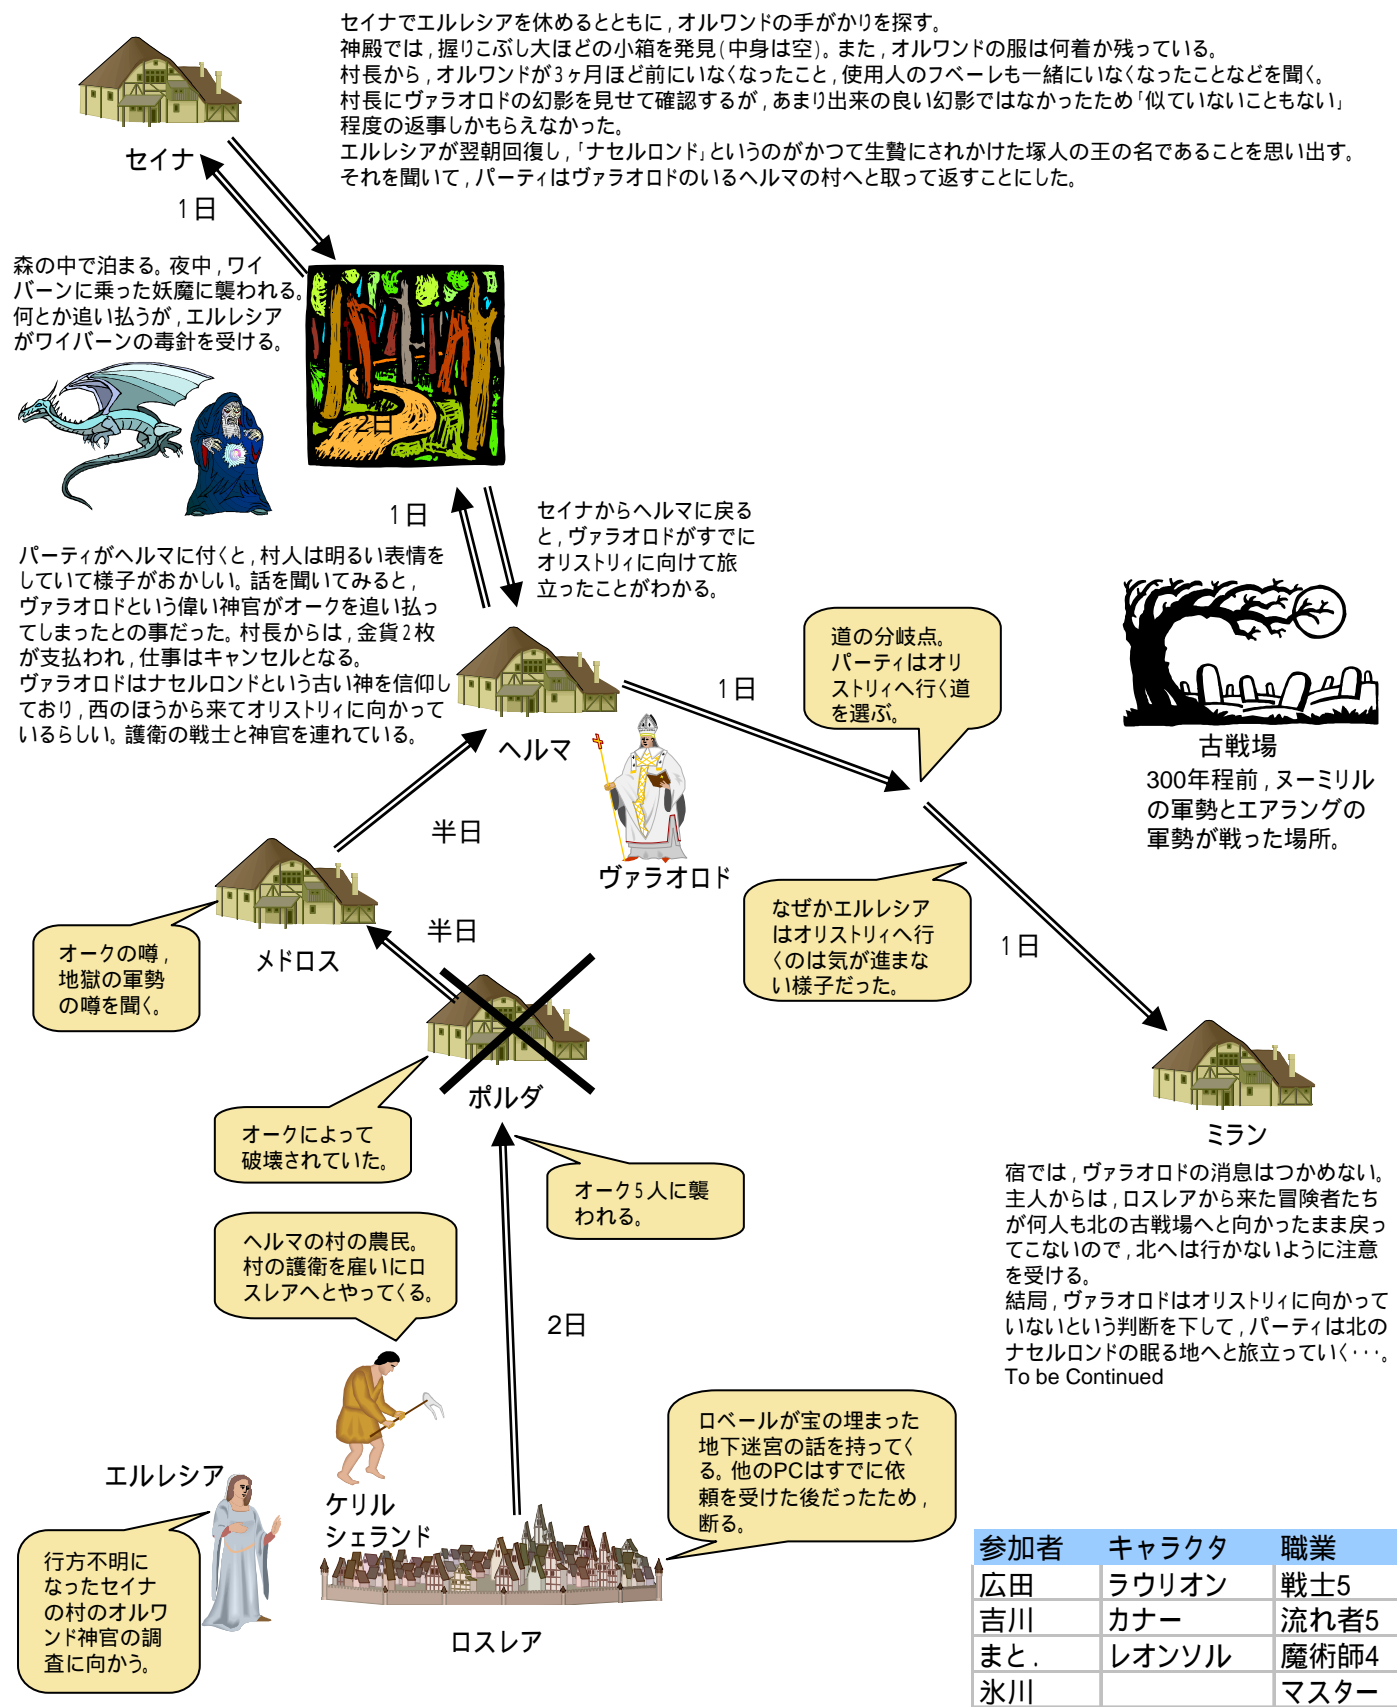 セイナでエルレシアを休めるとともに，オルワンドの手がかりを探す。
神殿では，握りこぶし大ほどの小箱を発見(中身は空)。また，オルワンドの服は何着か残っている。
村長から，オルワンドが3ヶ月ほど前にいなくなったこと，使用人のフベーレも一緒にいなくなったことなどを聞く。
村長にヴァラオロドの幻影を見せて確認するが，あまり出来の良い幻影ではなかったため「似ていないこともない」
程度の返事しかもらえなかった。
エルレシアが翌朝回復し，「ナセルロンド」というのがかつて生贄にされかけた塚人の王の名であることを思い出す。
それを聞いて，パーティはヴァラオロドのいるヘルマの村へと取って返すことにした。
セイナ
1日
森の中で泊まる。夜中，ワイ
バーンに乗った妖魔に襲われる。
何とか追い払うが，エルレシア
がワイバーンの毒針を受ける。
2日
1日
セイナからヘルマに戻る
と，ヴァラオロドがすでに
オリストリィに向けて旅
立ったことがわかる。
パーティがヘルマに付くと，村人は明るい表情を
していて様子がおかしい。話を聞いてみると，
ヴァラオロドという偉い神官がオークを追い払っ
てしまったとの事だった。村長からは，金貨2枚
が支払われ，仕事はキャンセルとなる。
ヴァラオロドはナセルロンドという古い神を信仰し
ており，西のほうから来てオリストリィに向かって
いるらしい。護衛の戦士と神官を連れている。
ヘルマ
1日
道の分岐点。
パーティはオリ
ストリィへ行く道
を選ぶ。
古戦場
300年程前，ヌーミリル
の軍勢とエアラングの
軍勢が戦った場所。
ヴァラオロド
半日
メドロス
オークの噂，
地獄の軍勢
の噂を聞く。
半日
なぜかエルレシア
はオリストリィへ行
くのは気が進まな
い様子だった。
1日
ポルダ
オークによって
破壊されていた。
オーク5人に襲
われる。
ミラン
宿では，ヴァラオロドの消息はつかめない。
主人からは，ロスレアから来た冒険者たち
が何人も北の古戦場へと向かったまま戻っ
てこないので，北へは行かないように注意
を受ける。
結局，ヴァラオロドはオリストリィに向かって
いないという判断を下して，パーティは北の
ナセルロンドの眠る地へと旅立っていく・・・。
To be Continued
ヘルマの村の農民。
村の護衛を雇いにロ
スレアへとやってくる。
2日
ケリル
シェランド
エルレシア
行方不明に
なったセイナ
の村のオルワ
ンド神官の調
査に向かう。
ロベールが宝の埋まった
地下迷宮の話を持ってく
る。他のPCはすでに依
頼を受けた後だったため，
断る。
ロスレア
参加者 キャラクタ 職業
広田 ラウリオン 戦士5
吉川 カナー 流れ者5
まと. レオンソル 魔術師4
氷川 マスター